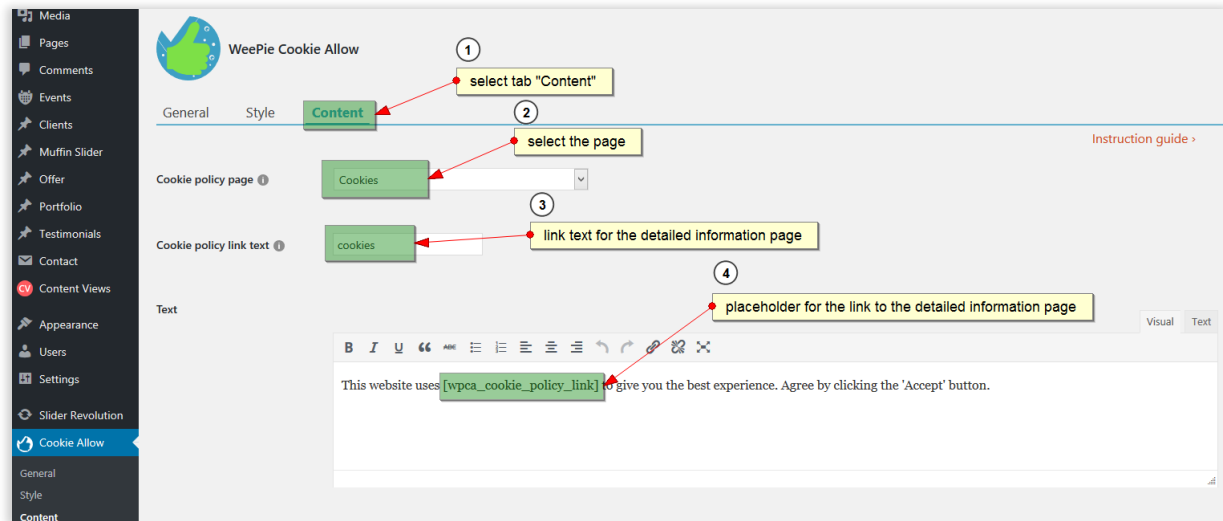 Media
Pages
Comments
Events
Clients
Muffin Slider
Offer
Portfolio
Testimonials
Contact
CV Content Views
Appearance
Users
Settings
Slider Revolution
Cookie Allow
General
Style
Content
WeePie Cookie Allow
1
select tab "Content"
General Style Content
2
select the page
Instruction guide ›
Cookie policy page
Cookies
3
link text for the detailed information page
Cookie policy link text
cookies
4
placeholder for the link to the detailed information page
Text
Visual Text
B I U ABE
This website uses [wpca_cookie_policy_link] to give you the best experience. Agree by clicking the 'Accept' button.